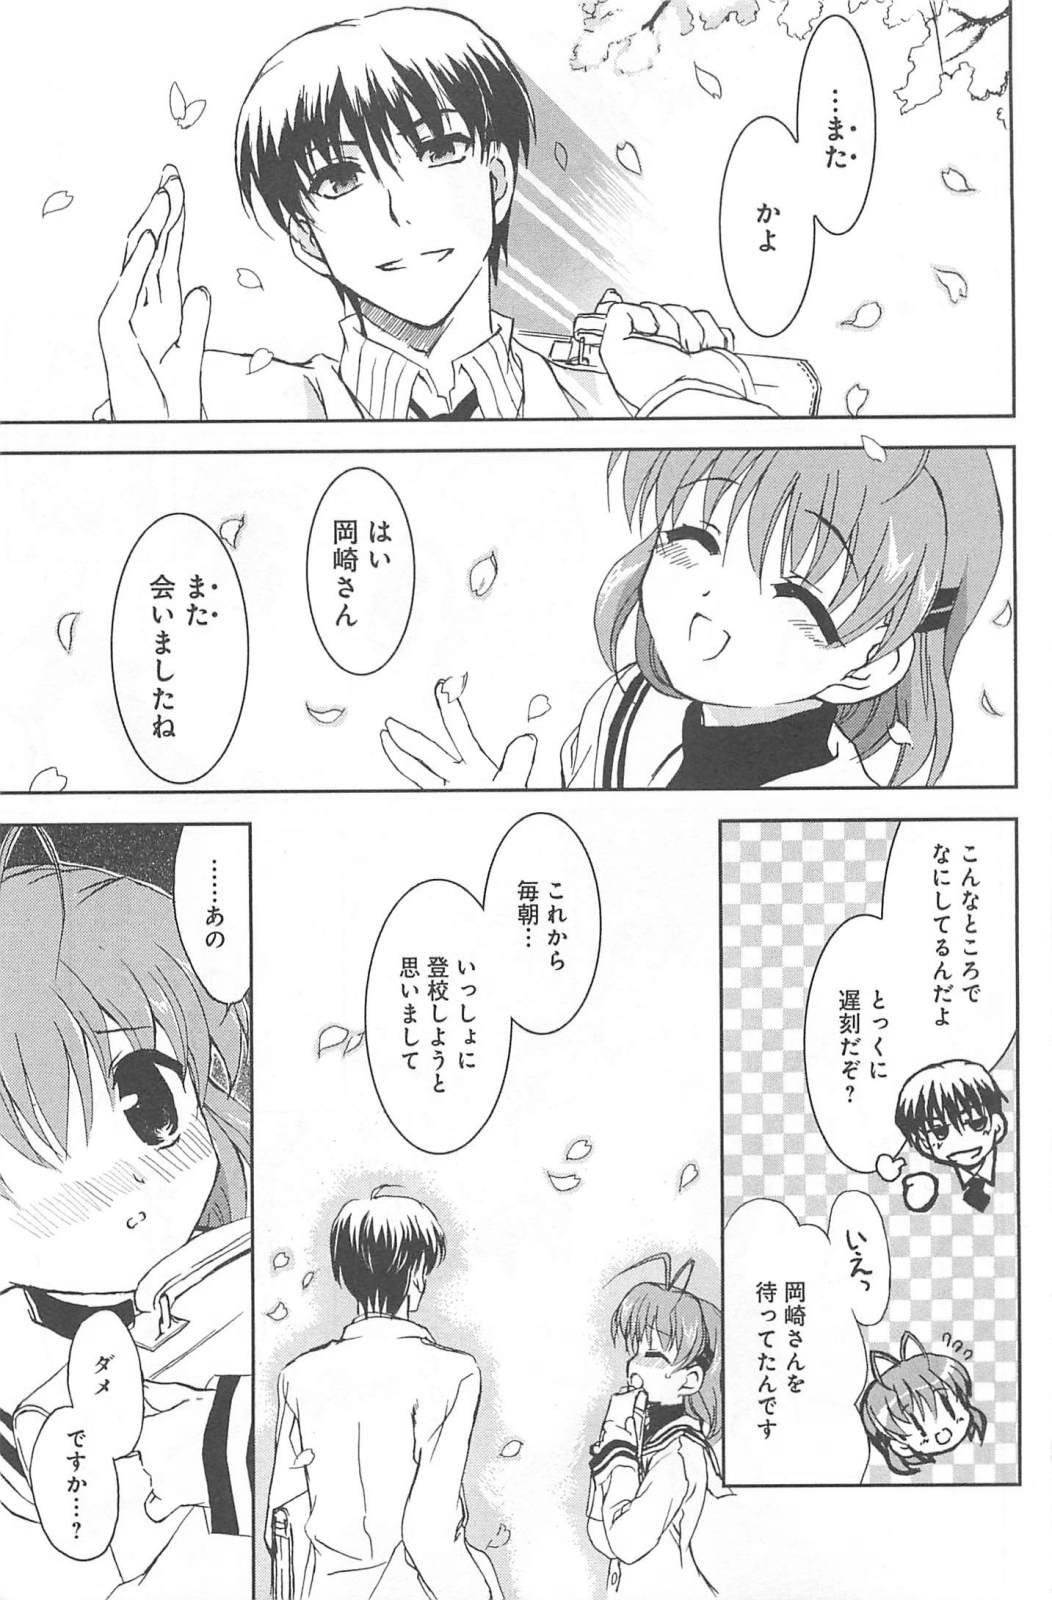 …また
かよ
はい
岡崎さん
また
会いましたね
こんなところで
なにしてるんだよ
とっくに
遅刻だぞ?
いえっ
岡崎さんを
待ってたんです
これから
毎朝…
いっしょに
登校しようと
思いまして
……あの
ダメ
ですか…?